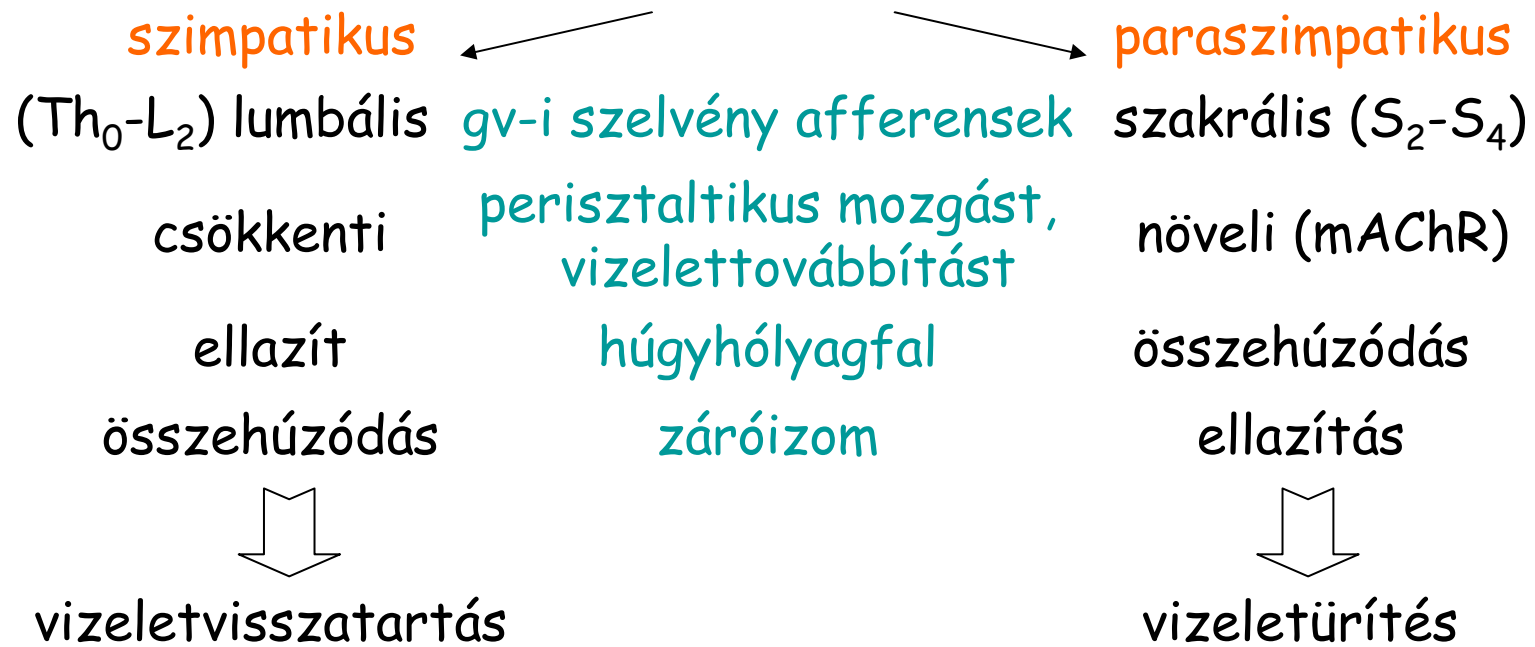 szimpatikus paraszimpatikus
(Th₀-L₂) lumbális gv-i szelvény afferensek szakrális (S₂-S₄)
csökkenti perisztaltikus mozgást, növeli (mAChR)
vizelettovábbítást
ellazít húgyhólyagfal összehúzódás
összehúzódás záróizom ellazítás
vizeletvisszatartás vizeletürítés